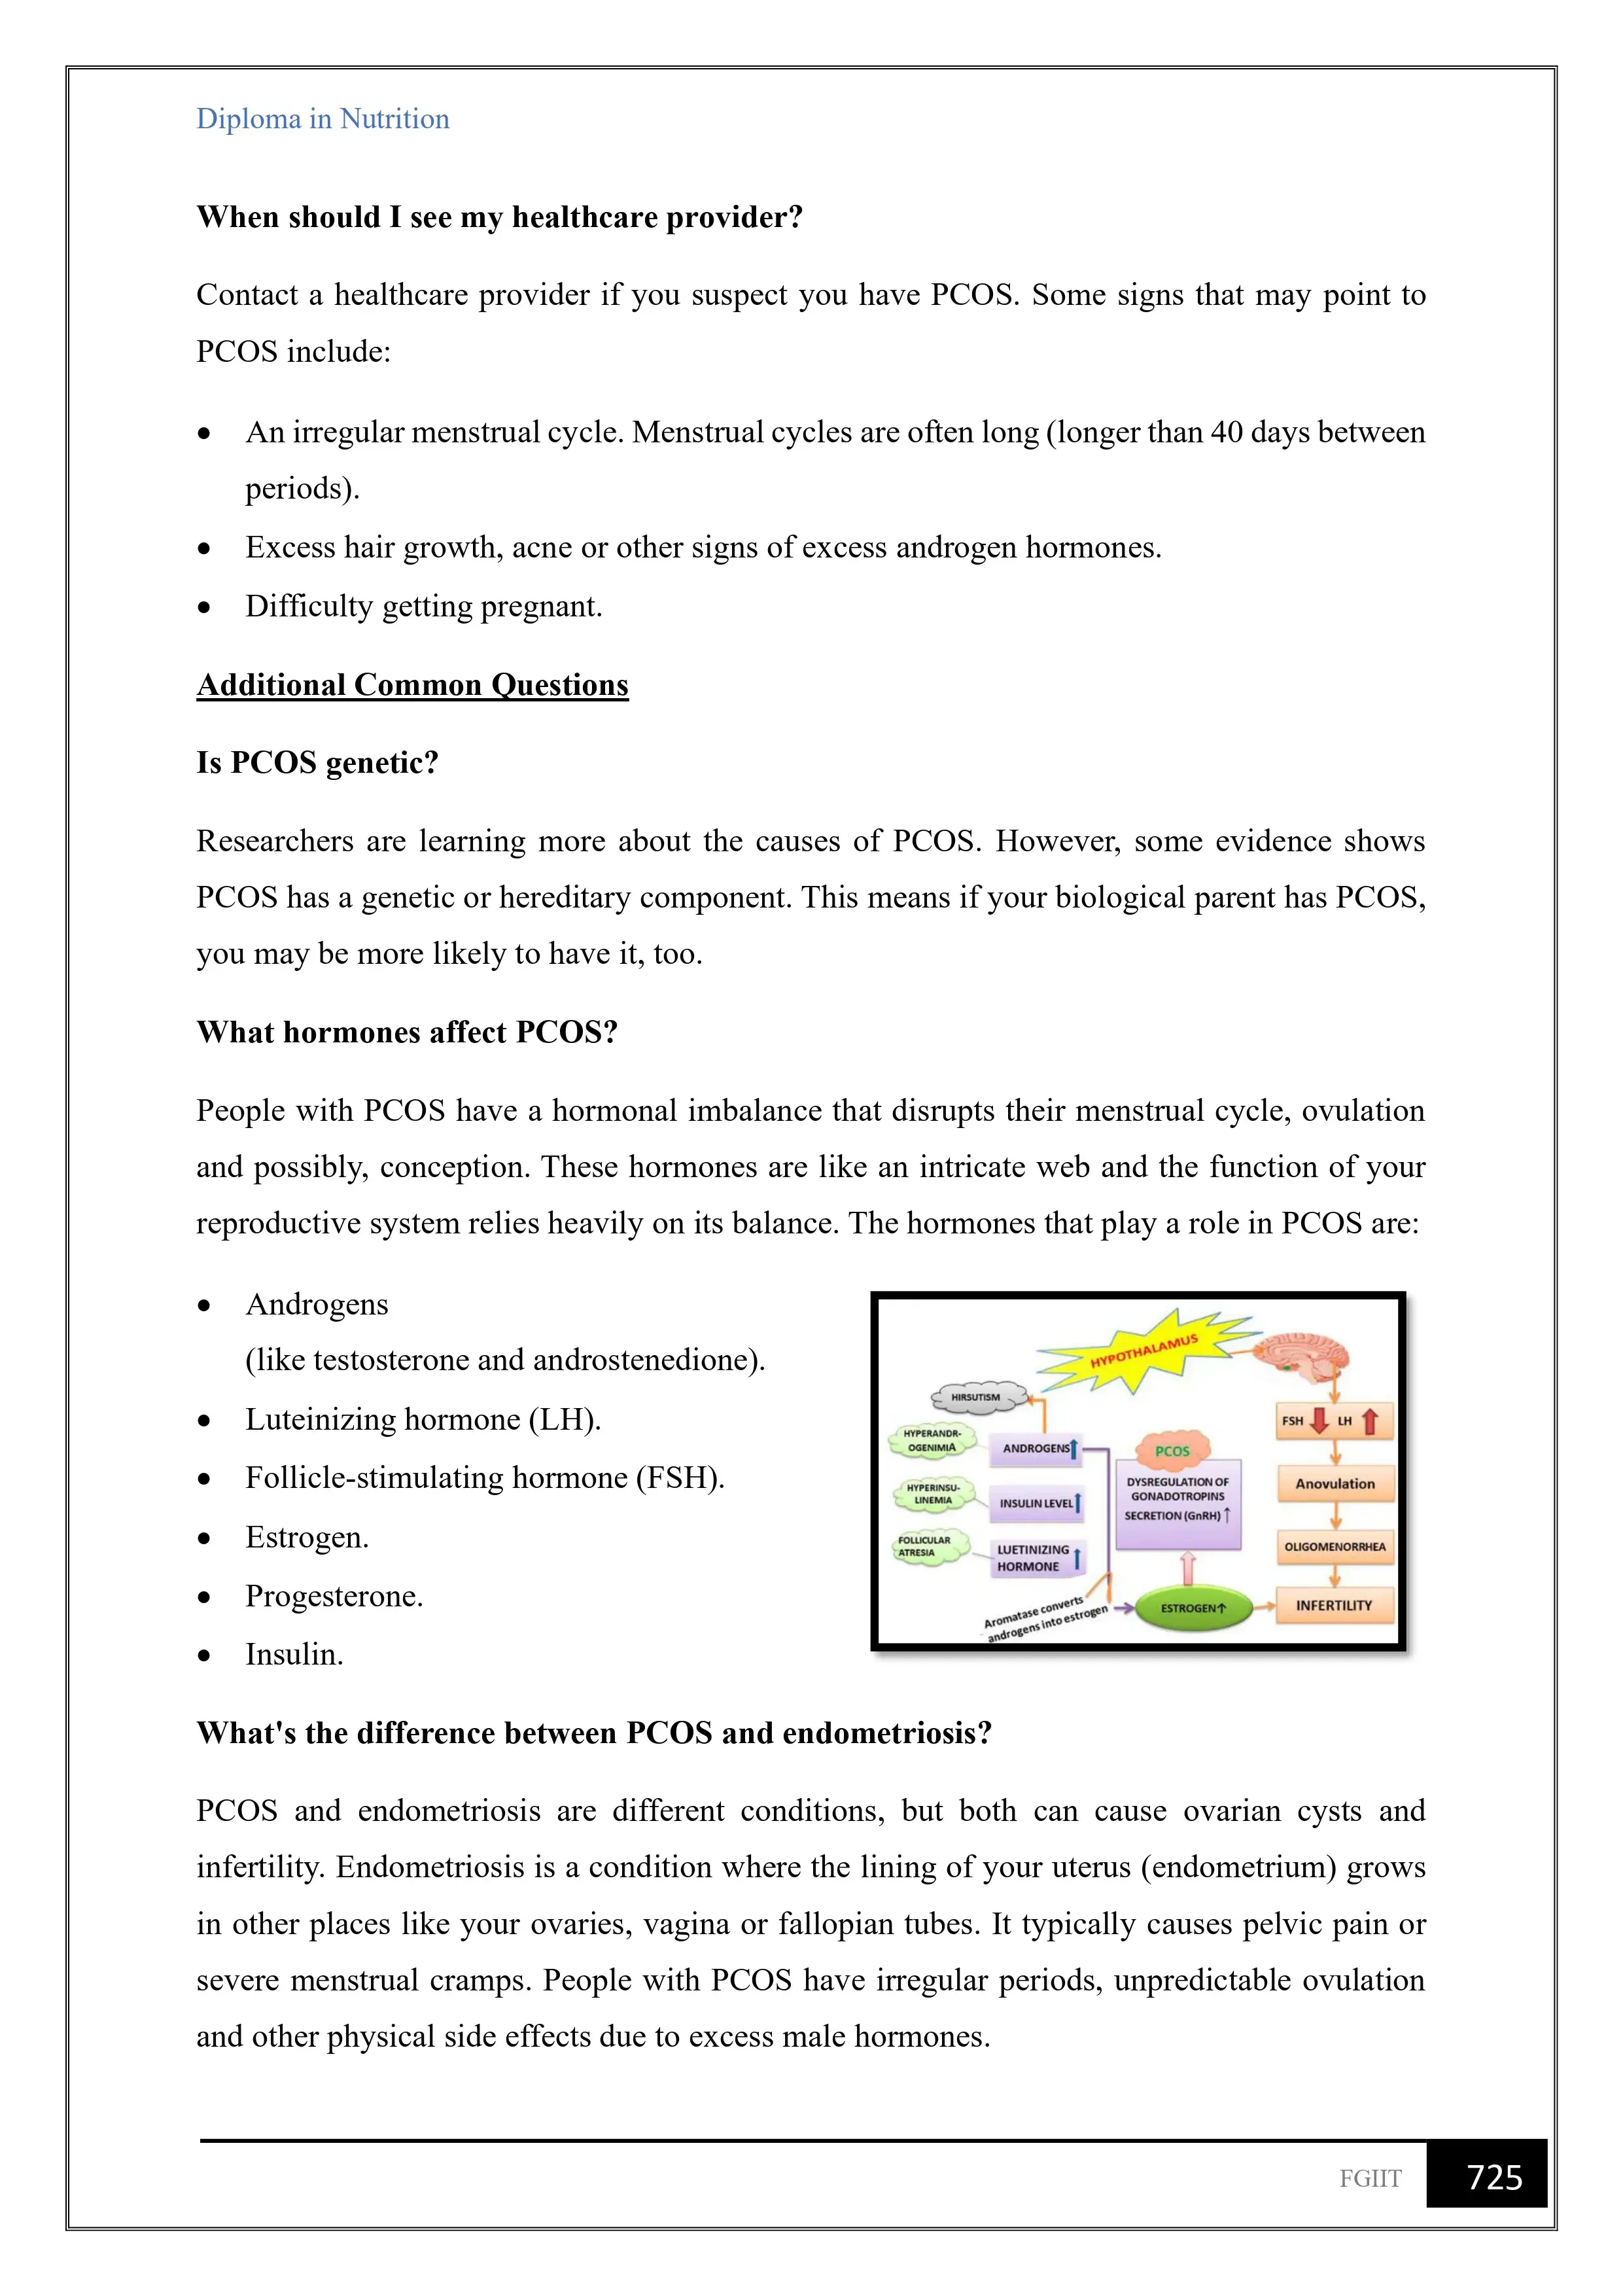 Diploma in Nutrition
When should I see my healthcare provider?
Contact a healthcare provider if you suspect you have PCOS. Some signs that may point to
PCOS include:
• An irregular menstrual cycle. Menstrual cycles are often long (longer than 40 days between
periods).
• Excess hair growth, acne or other signs of excess androgen hormones.
• Difficulty getting pregnant.
Additional Common Questions
Is PCOS genetic?
Researchers are learning more about the causes of PCOS. However, some evidence shows
PCOS has a genetic or hereditary component. This means if your biological parent has PCOS,
you may be more likely to have it, too.
What hormones affect PCOS?
People with PCOS have a hormonal imbalance that disrupts their menstrual cycle, ovulation
and possibly, conception. These hormones are like an intricate web and the function of your
reproductive system relies heavily on its balance. The hormones that play a role in PCOS are:
• Androgens
(like testosterone and androstenedione).
• Luteinizing hormone (LH).
• Follicle-stimulating hormone (FSH).
• Estrogen.
• Progesterone.
• Insulin.
HYPOTHALAMUS
HIRSUTISM
HYPERANDR-
OGENIMIA
ANDROGENS↑
HYPERINSU-
LINEMIA
INSULIN LEVEL↑
FOLLICULAR
ATRESIA
LUETINIZING
HORMONE ↑
Aromatase converts
androgens into estrogen
PCOS
DYSREGULATION OF
GONADOTROPINS
SECRETION (GnRH)↑
ESTROGEN↑
FSH ↓ LH ↑
Anovulation
OLIGOMENORRHEA
INFERTILITY
What's the difference between PCOS and endometriosis?
PCOS and endometriosis are different conditions, but both can cause ovarian cysts and
infertility. Endometriosis is a condition where the lining of your uterus (endometrium) grows
in other places like your ovaries, vagina or fallopian tubes. It typically causes pelvic pain or
severe menstrual cramps. People with PCOS have irregular periods, unpredictable ovulation
and other physical side effects due to excess male hormones.
FGIIT 725